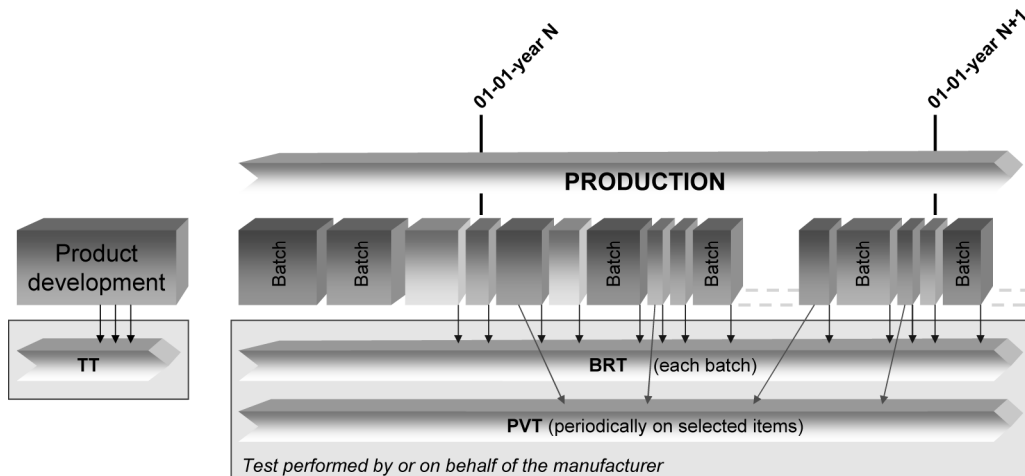 01-01-year N
01-01-year N+1
PRODUCTION
Product
development
Batch
Batch
Batch
Batch
Batch
Batch
TT
BRT (each batch)
PVT (periodically on selected items)
Test performed by or on behalf of the manufacturer